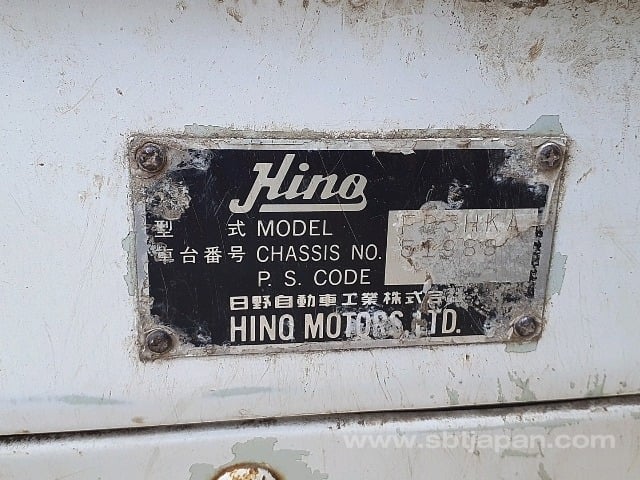 Hino
型 式 MODEL
車台番号 CHASSIS NO.
P. S. CODE
日野自動車工業株式会
HINO MOTORS, LTD.
www.sbtjapan.com